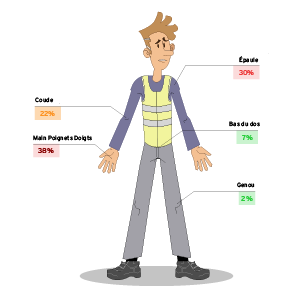 Épaule
30%
Coude
22%
Bas du dos
7%
Main Poignets Doigts
38%
Genou
2%